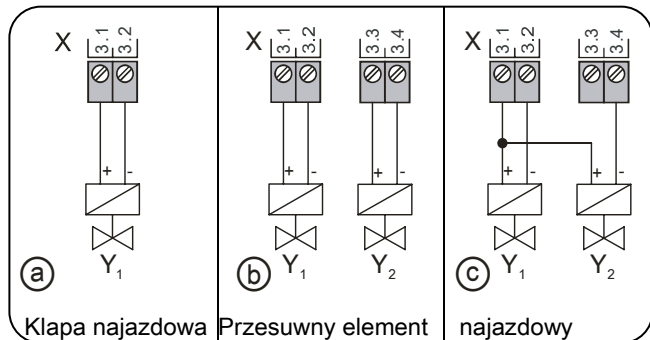 X 3.1 3.2 X 3.1 3.2 3.3 3.4 X 3.1 3.2 3.3 3.4
+ - + - + - + - + -
Y1 Y1 Y2 Y1 Y2
a b c
Klapa najazdowa Przesuwny element najazdowy